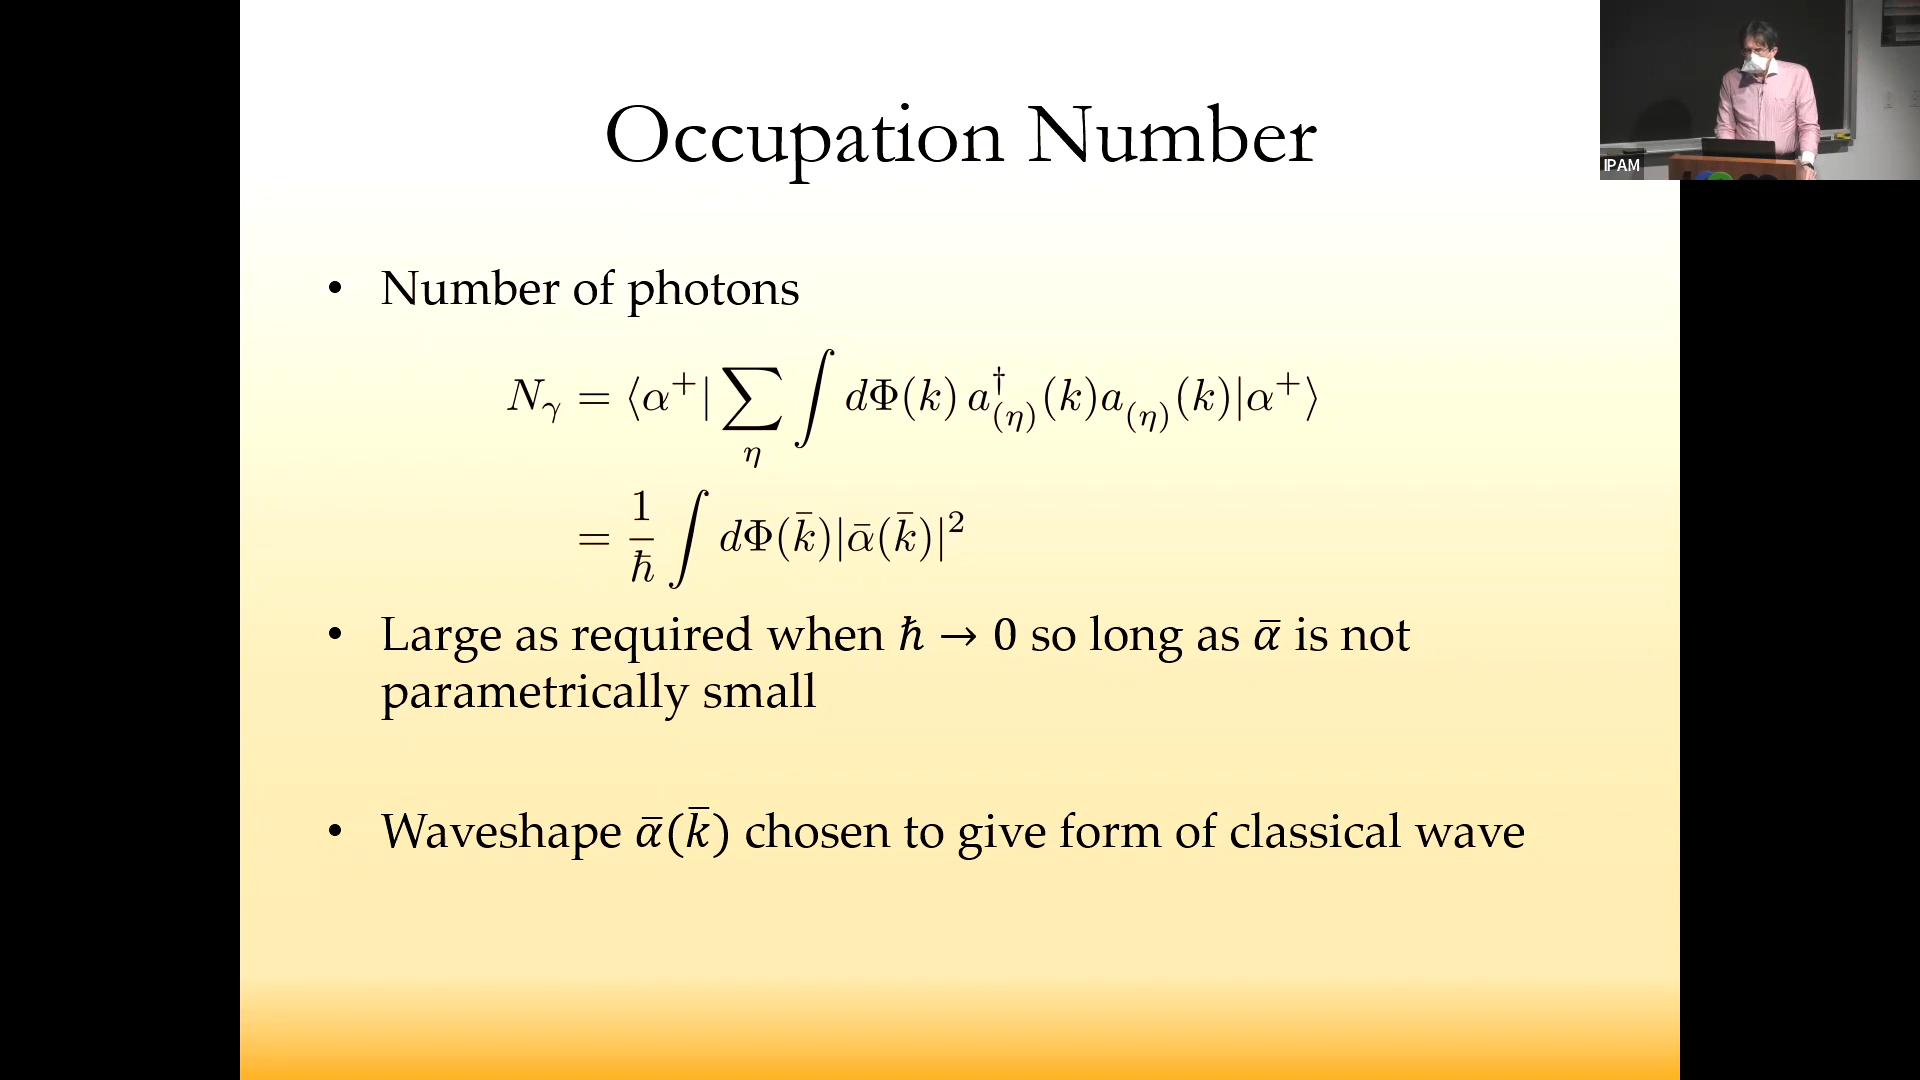 Occupation Number
IPAM
• Number of photons
N_γ = ⟨α⁺| ∑_η ∫ dΦ(k) a†_(η)(k)a_(η)(k)|α⁺⟩
= 1/ħ ∫ dΦ(k̄)|ᾱ(k̄)|²
• Large as required when ħ → 0 so long as ᾱ is not
parametrically small
• Waveshape ᾱ(k̄) chosen to give form of classical wave